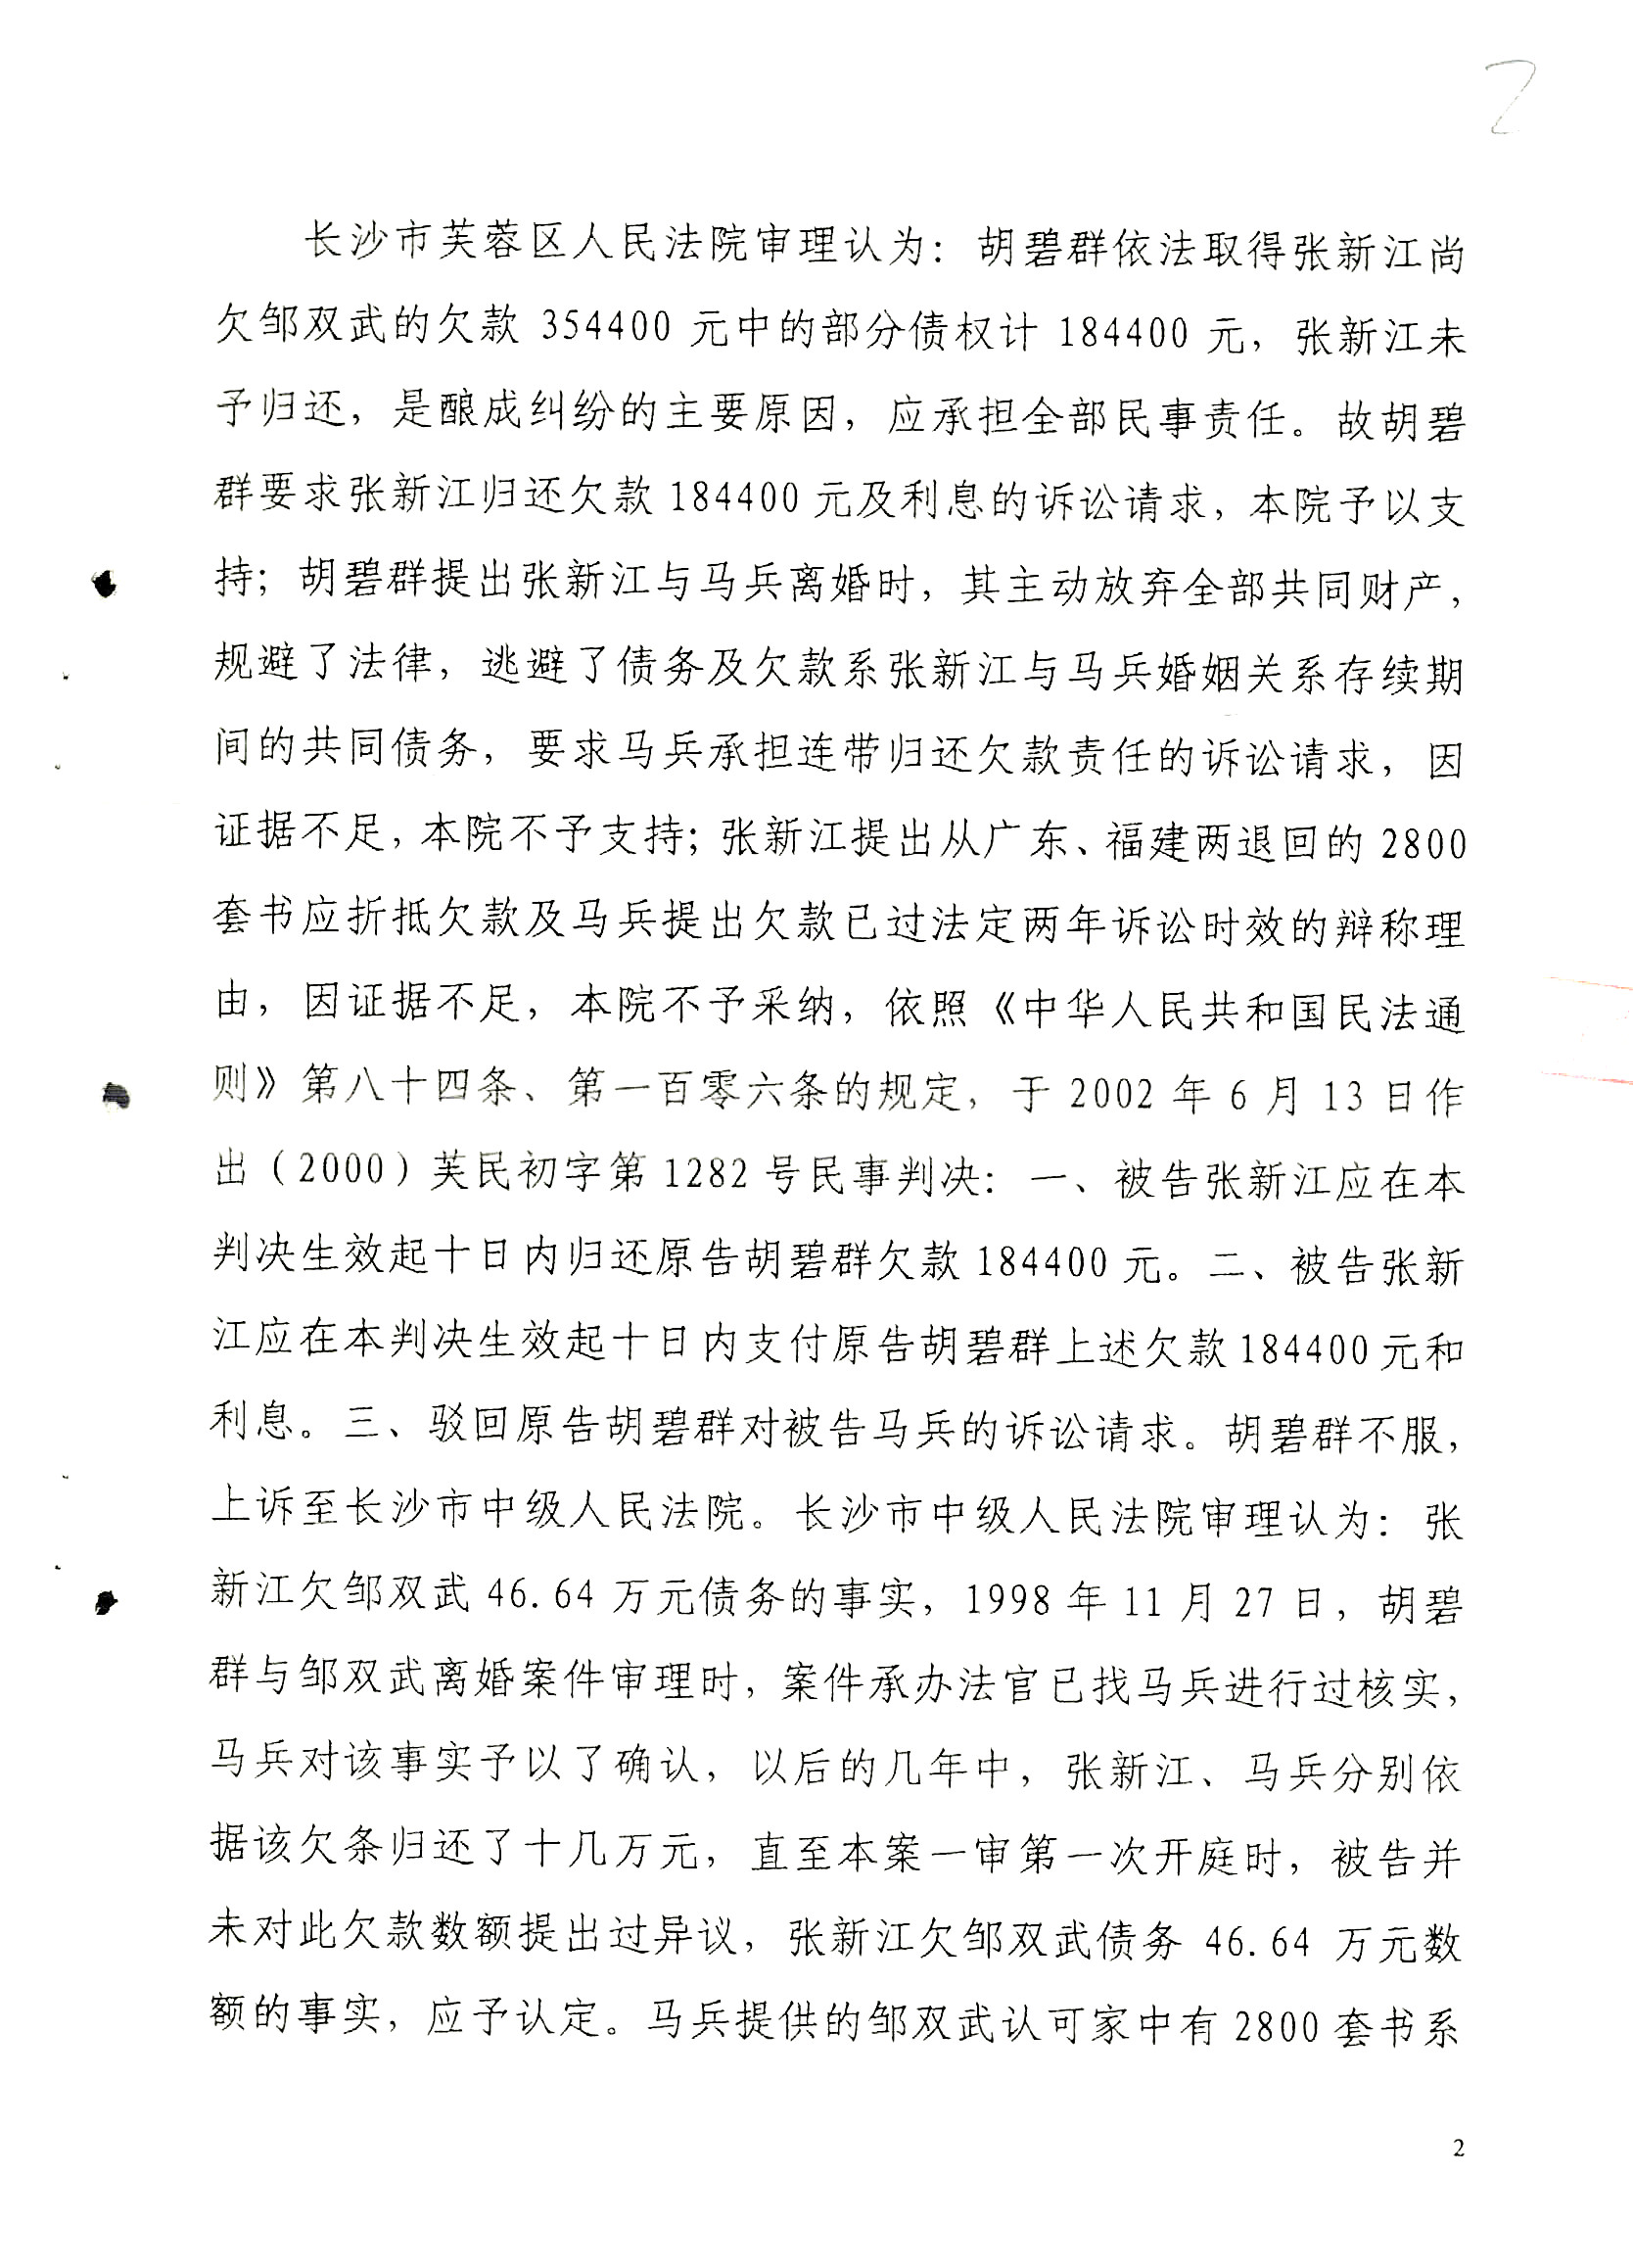 2
长沙市芙蓉区人民法院审理认为：胡碧群依法取得张新江尚
欠邹双武的欠款 354400 元中的部分债权计 184400 元，张新江未
予归还，是酿成纠纷的主要原因，应承担全部民事责任。故胡碧
群要求张新江归还欠款 184400 元及利息的诉讼请求，本院予以支
持；胡碧群提出张新江与马兵离婚时，其主动放弃全部共同财产，
规避了法律，逃避了债务及欠款系张新江与马兵婚姻关系存续期
间的共同债务，要求马兵承担连带归还欠款责任的诉讼请求，因
证据不足，本院不予支持；张新江提出从广东、福建两退回的 2800
套书应折抵欠款及马兵提出欠款已过法定两年诉讼时效的辩称理
由，因证据不足，本院不予采纳，依照《中华人民共和国民法通
则》第八十四条、第一百零六条的规定，于 2002 年 6 月 13 日作
出（2000）芙民初字第 1282 号民事判决：一、被告张新江应在本
判决生效起十日内归还原告胡碧群欠款 184400 元。二、被告张新
江应在本判决生效起十日内支付原告胡碧群上述欠款 184400 元和
利息。三、驳回原告胡碧群对被告马兵的诉讼请求。胡碧群不服，
上诉至长沙市中级人民法院。长沙市中级人民法院审理认为：张
新江欠邹双武 46.64 万元债务的事实，1998 年 11 月 27 日，胡碧
群与邹双武离婚案件审理时，案件承办法官已找马兵进行过核实，
马兵对该事实予以了确认，以后的几年中，张新江、马兵分别依
据该欠条归还了十几万元，直至本案一审第一次开庭时，被告并
未对此欠款数额提出过异议，张新江欠邹双武债务 46.64 万元数
额的事实，应予认定。马兵提供的邹双武认可家中有 2800 套书系
2